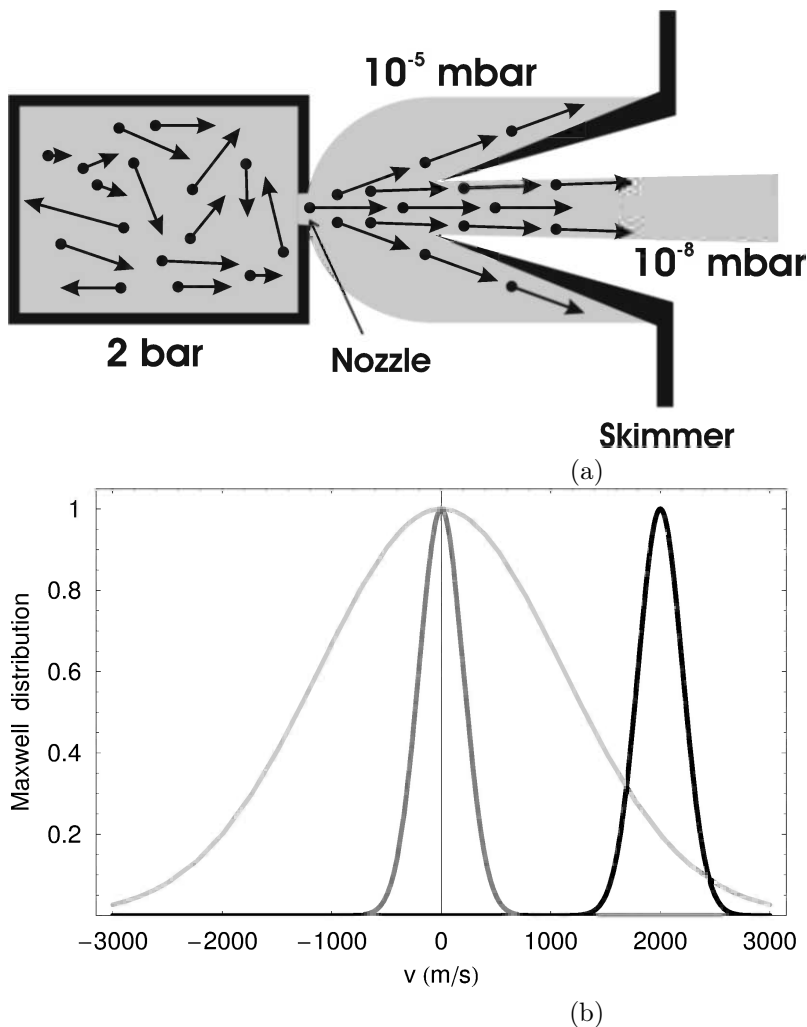 10⁻⁵ mbar
10⁻⁸ mbar
2 bar
Nozzle
Skimmer
(a)
1
0.8
0.6
0.4
0.2
Maxwell distribution
−3000 −2000 −1000 0 1000 2000 3000
v (m/s)
(b)